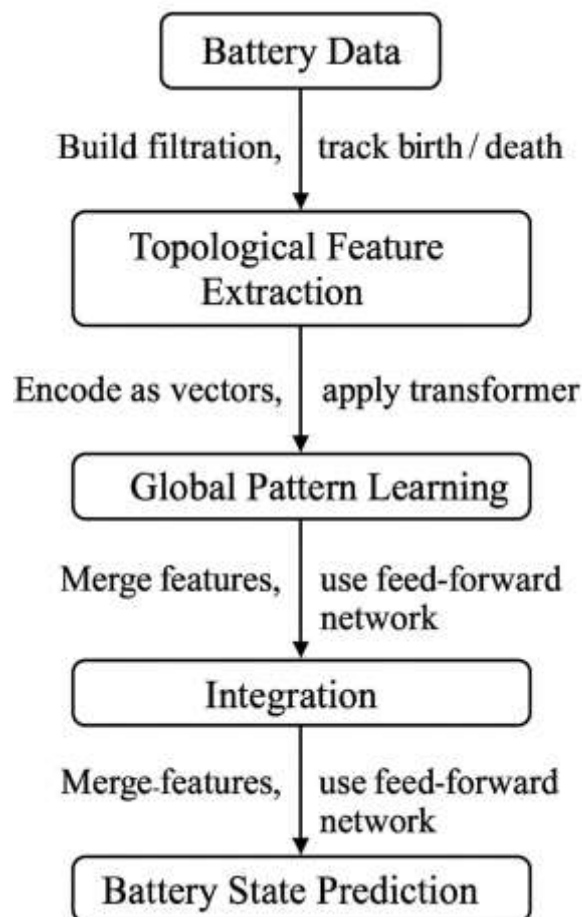 Battery Data
Build filtration, track birth / death
Topological Feature
Extraction
Encode as vectors, apply transformer
Global Pattern Learning
Merge features, use feed-forward
network
Integration
Merge features, use feed-forward
network
Battery State Prediction